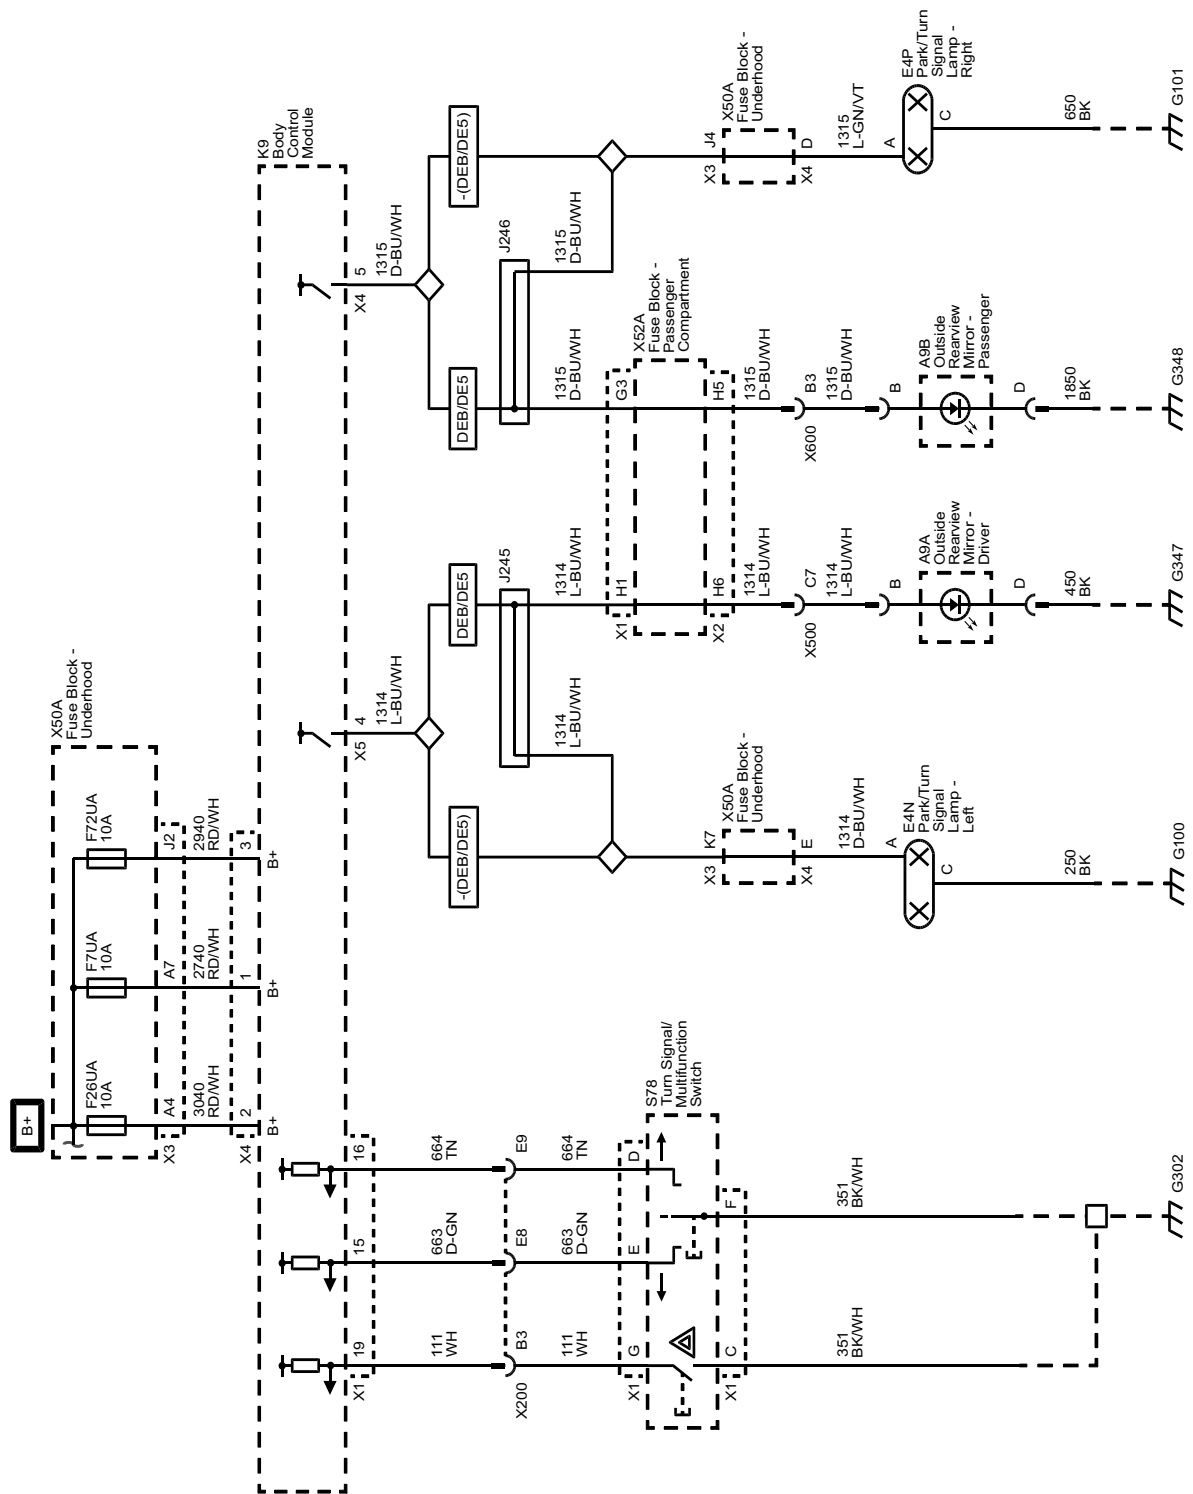 B+
X50A
Fuse Block -
Underhood
F26UA
10A
F7UA
10A
F72UA
10A
X3
A4
A7
J2
3040
RD/WH
2740
RD/WH
2940
RD/WH
X4
2
1
3
B+
B+
B+
K9
Body
Control
Module
X1
19
15
16
X5
4
X4
5
111
WH
663
D-GN
664
TN
1314
L-BU/WH
1315
D-BU/WH
X200
B3
E8
E9
-(DEB/DE5)
DEB/DE5
DEB/DE5
-(DEB/DE5)
J245
J246
111
WH
663
D-GN
664
TN
1314
L-BU/WH
1314
L-BU/WH
1315
D-BU/WH
1315
D-BU/WH
X1
G
E
D
S78
Turn Signal/
Multifunction
Switch
X1
H1
G3
X52A
Fuse Block -
Passenger
Compartment
X1
C
F
X3
K7
X50A
Fuse Block -
Underhood
X2
H6
H5
X3
J4
X50A
Fuse Block -
Underhood
X4
E
1314
L-BU/WH
1315
D-BU/WH
X4
D
351
BK/WH
351
BK/WH
1314
D-BU/WH
X500
C7
1314
L-BU/WH
X600
B3
1315
D-BU/WH
1315
L-GN/VT
A
B
B
A
E4N
Park/Turn
Signal
Lamp -
Left
A9A
Outside
Rearview
Mirror -
Driver
A9B
Outside
Rearview
Mirror -
Passenger
E4P
Park/Turn
Signal
Lamp -
Right
C
D
D
C
250
BK
450
BK
1850
BK
650
BK
G302
G100
G347
G348
G101